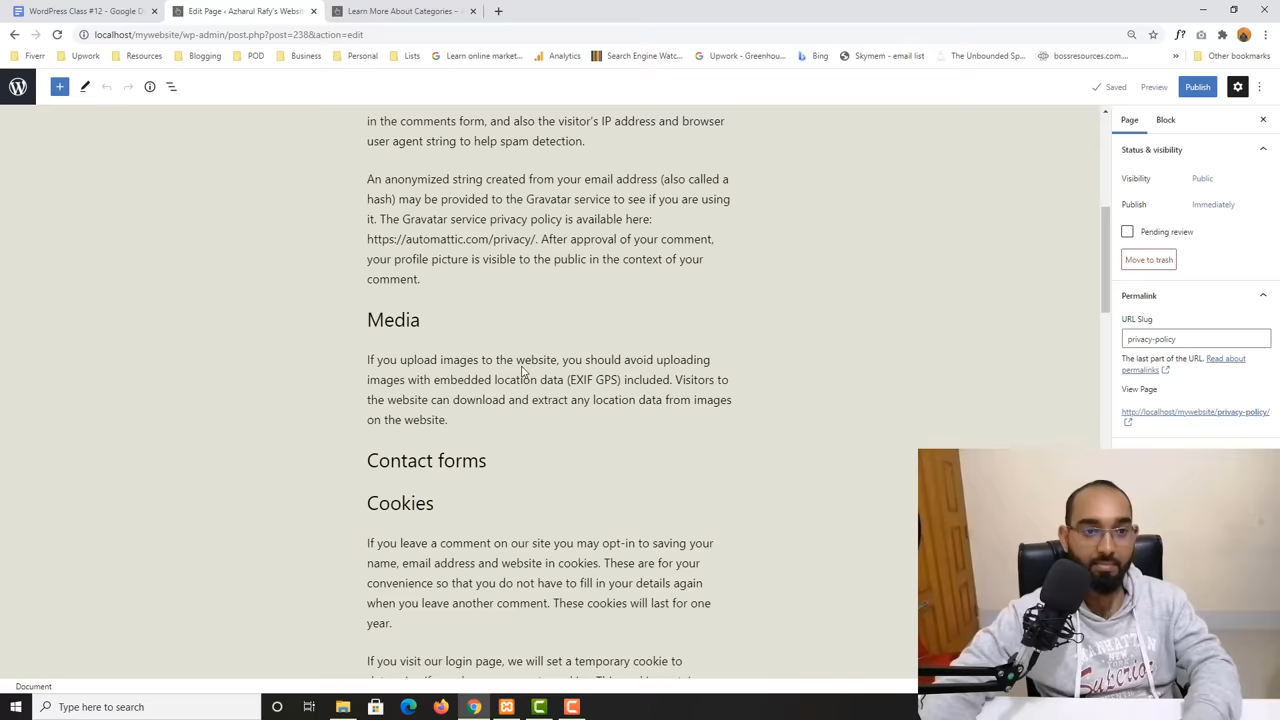 WordPress Class #12 - Google D
Edit Page ‹ Azharul Rafy's Websit
Learn More About Categories – A
localhost/mywebsite/wp-admin/post.php?post=238&action=edit
Fiverr
Upwork
Resources
Blogging
POD
Business
Personal
Lists
Learn online market...
Analytics
Search Engine Watc...
Upwork - Greenhou...
Bing
Skymem - email list
The Unbounded Sp...
bossresources.com...
Other bookmarks
Saved
Preview
Publish
in the comments form, and also the visitor's IP address and browser
user agent string to help spam detection.
An anonymized string created from your email address (also called a
hash) may be provided to the Gravatar service to see if you are using
it. The Gravatar service privacy policy is available here:
https://automattic.com/privacy/. After approval of your comment,
your profile picture is visible to the public in the context of your
comment.
Media
If you upload images to the website, you should avoid uploading
images with embedded location data (EXIF GPS) included. Visitors to
the website can download and extract any location data from images
on the website.
Contact forms
Cookies
If you leave a comment on our site you may opt-in to saving your
name, email address and website in cookies. These are for your
convenience so that you do not have to fill in your details again
when you leave another comment. These cookies will last for one
year.
If you visit our login page, we will set a temporary cookie to
Page
Block
Status & visibility
Visibility
Public
Publish
Immediately
Pending review
Move to trash
Permalink
URL Slug
privacy-policy
The last part of the URL. Read about
permalinks
View Page
http://localhost/mywebsite/privacy-policy/
MANHATTAN
NEW YORK
Superior
Document
Type here to search